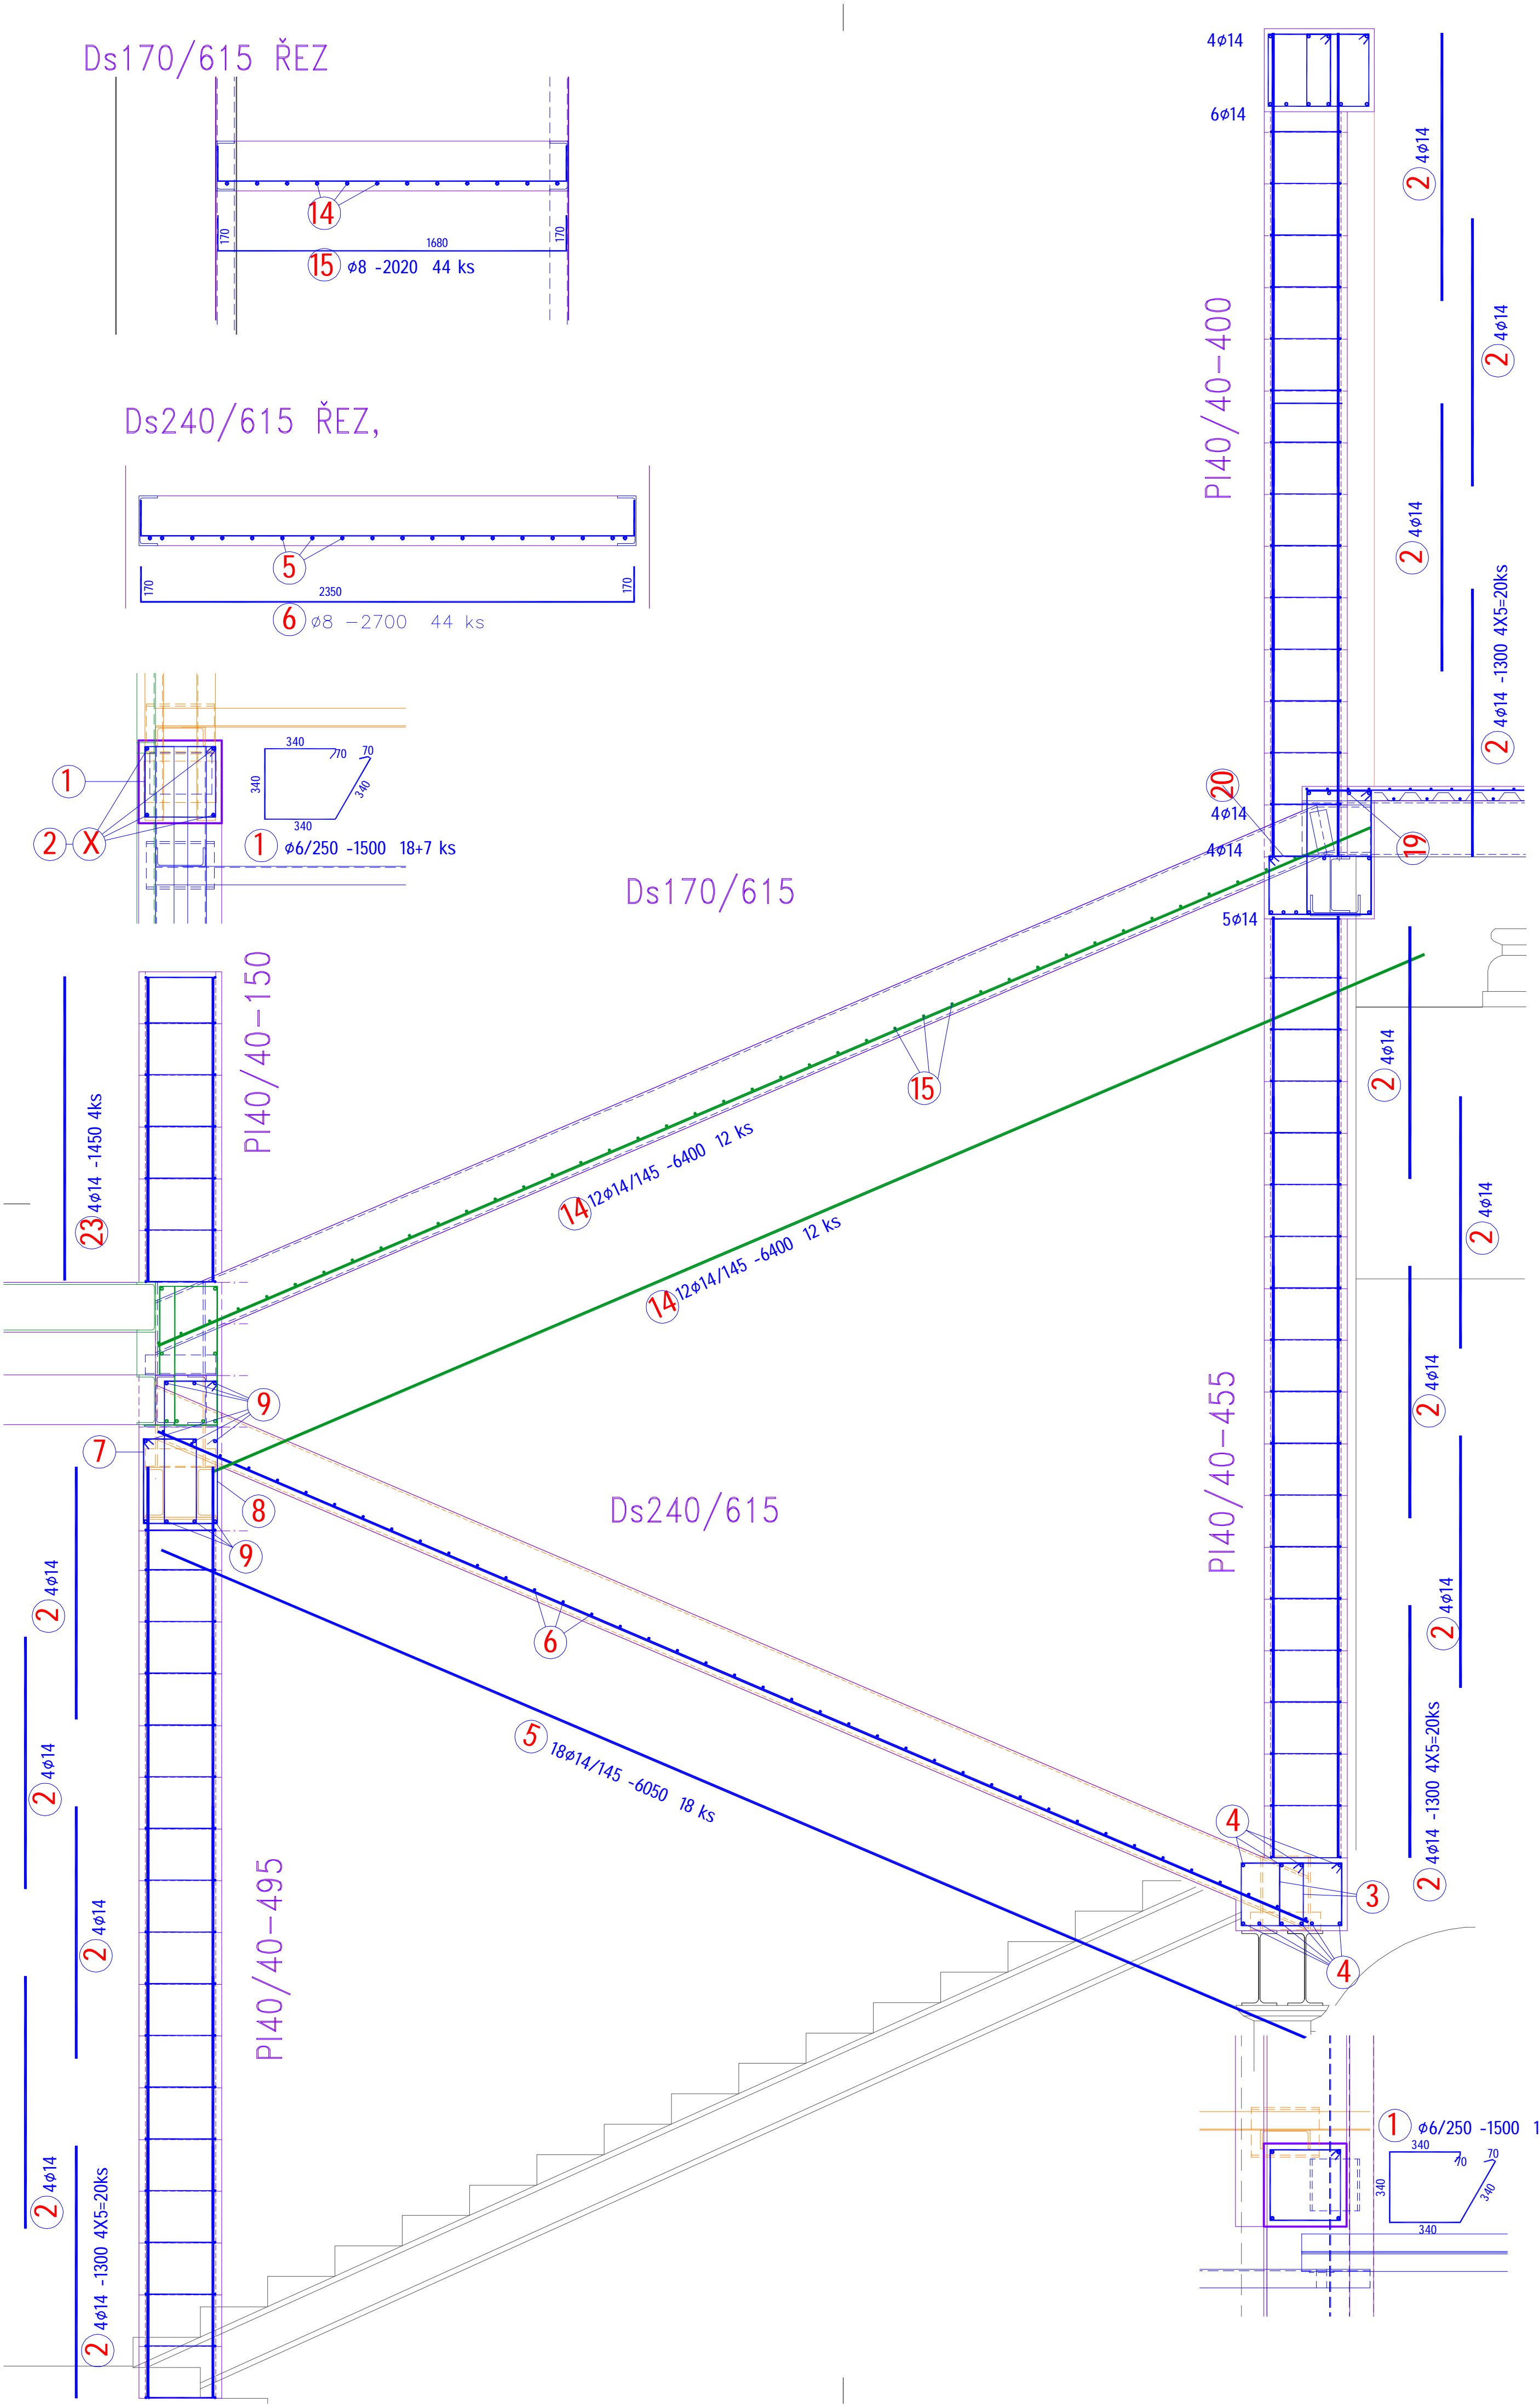 Ds170/615 ŘEZ
14
170
1680
170
15 ø8 -2020 44 ks
Ds240/615 ŘEZ,
5
170
2350
170
6 ø8 -2700 44 ks
1
2 X
340
70
70
340
340
340
1 ø6/250 -1500 18+7 ks
4ø14
6ø14
2 4ø14
2 4ø14
2 4ø14
2 4ø14 -1300 4X5=20ks
Pl40/40-400
20
4ø14
4ø14
5ø14
19
Ds170/615
Pl40/40-150
23 4ø14 -1450 4ks
15
14 12ø14/145 -6400 12 ks
14 12ø14/145 -6400 12 ks
2 4ø14
2 4ø14
2 4ø14
2 4ø14
2 4ø14 -1300 4X5=20ks
Pl40/40-455
9
7
8
9
Ds240/615
6
5 18ø14/145 -6050 18 ks
2 4ø14
2 4ø14
2 4ø14
2 4ø14
2 4ø14 -1300 4X5=20ks
Pl40/40-495
4
3
4
1 ø6/250 -1500 1
340
70
70
340
340
340